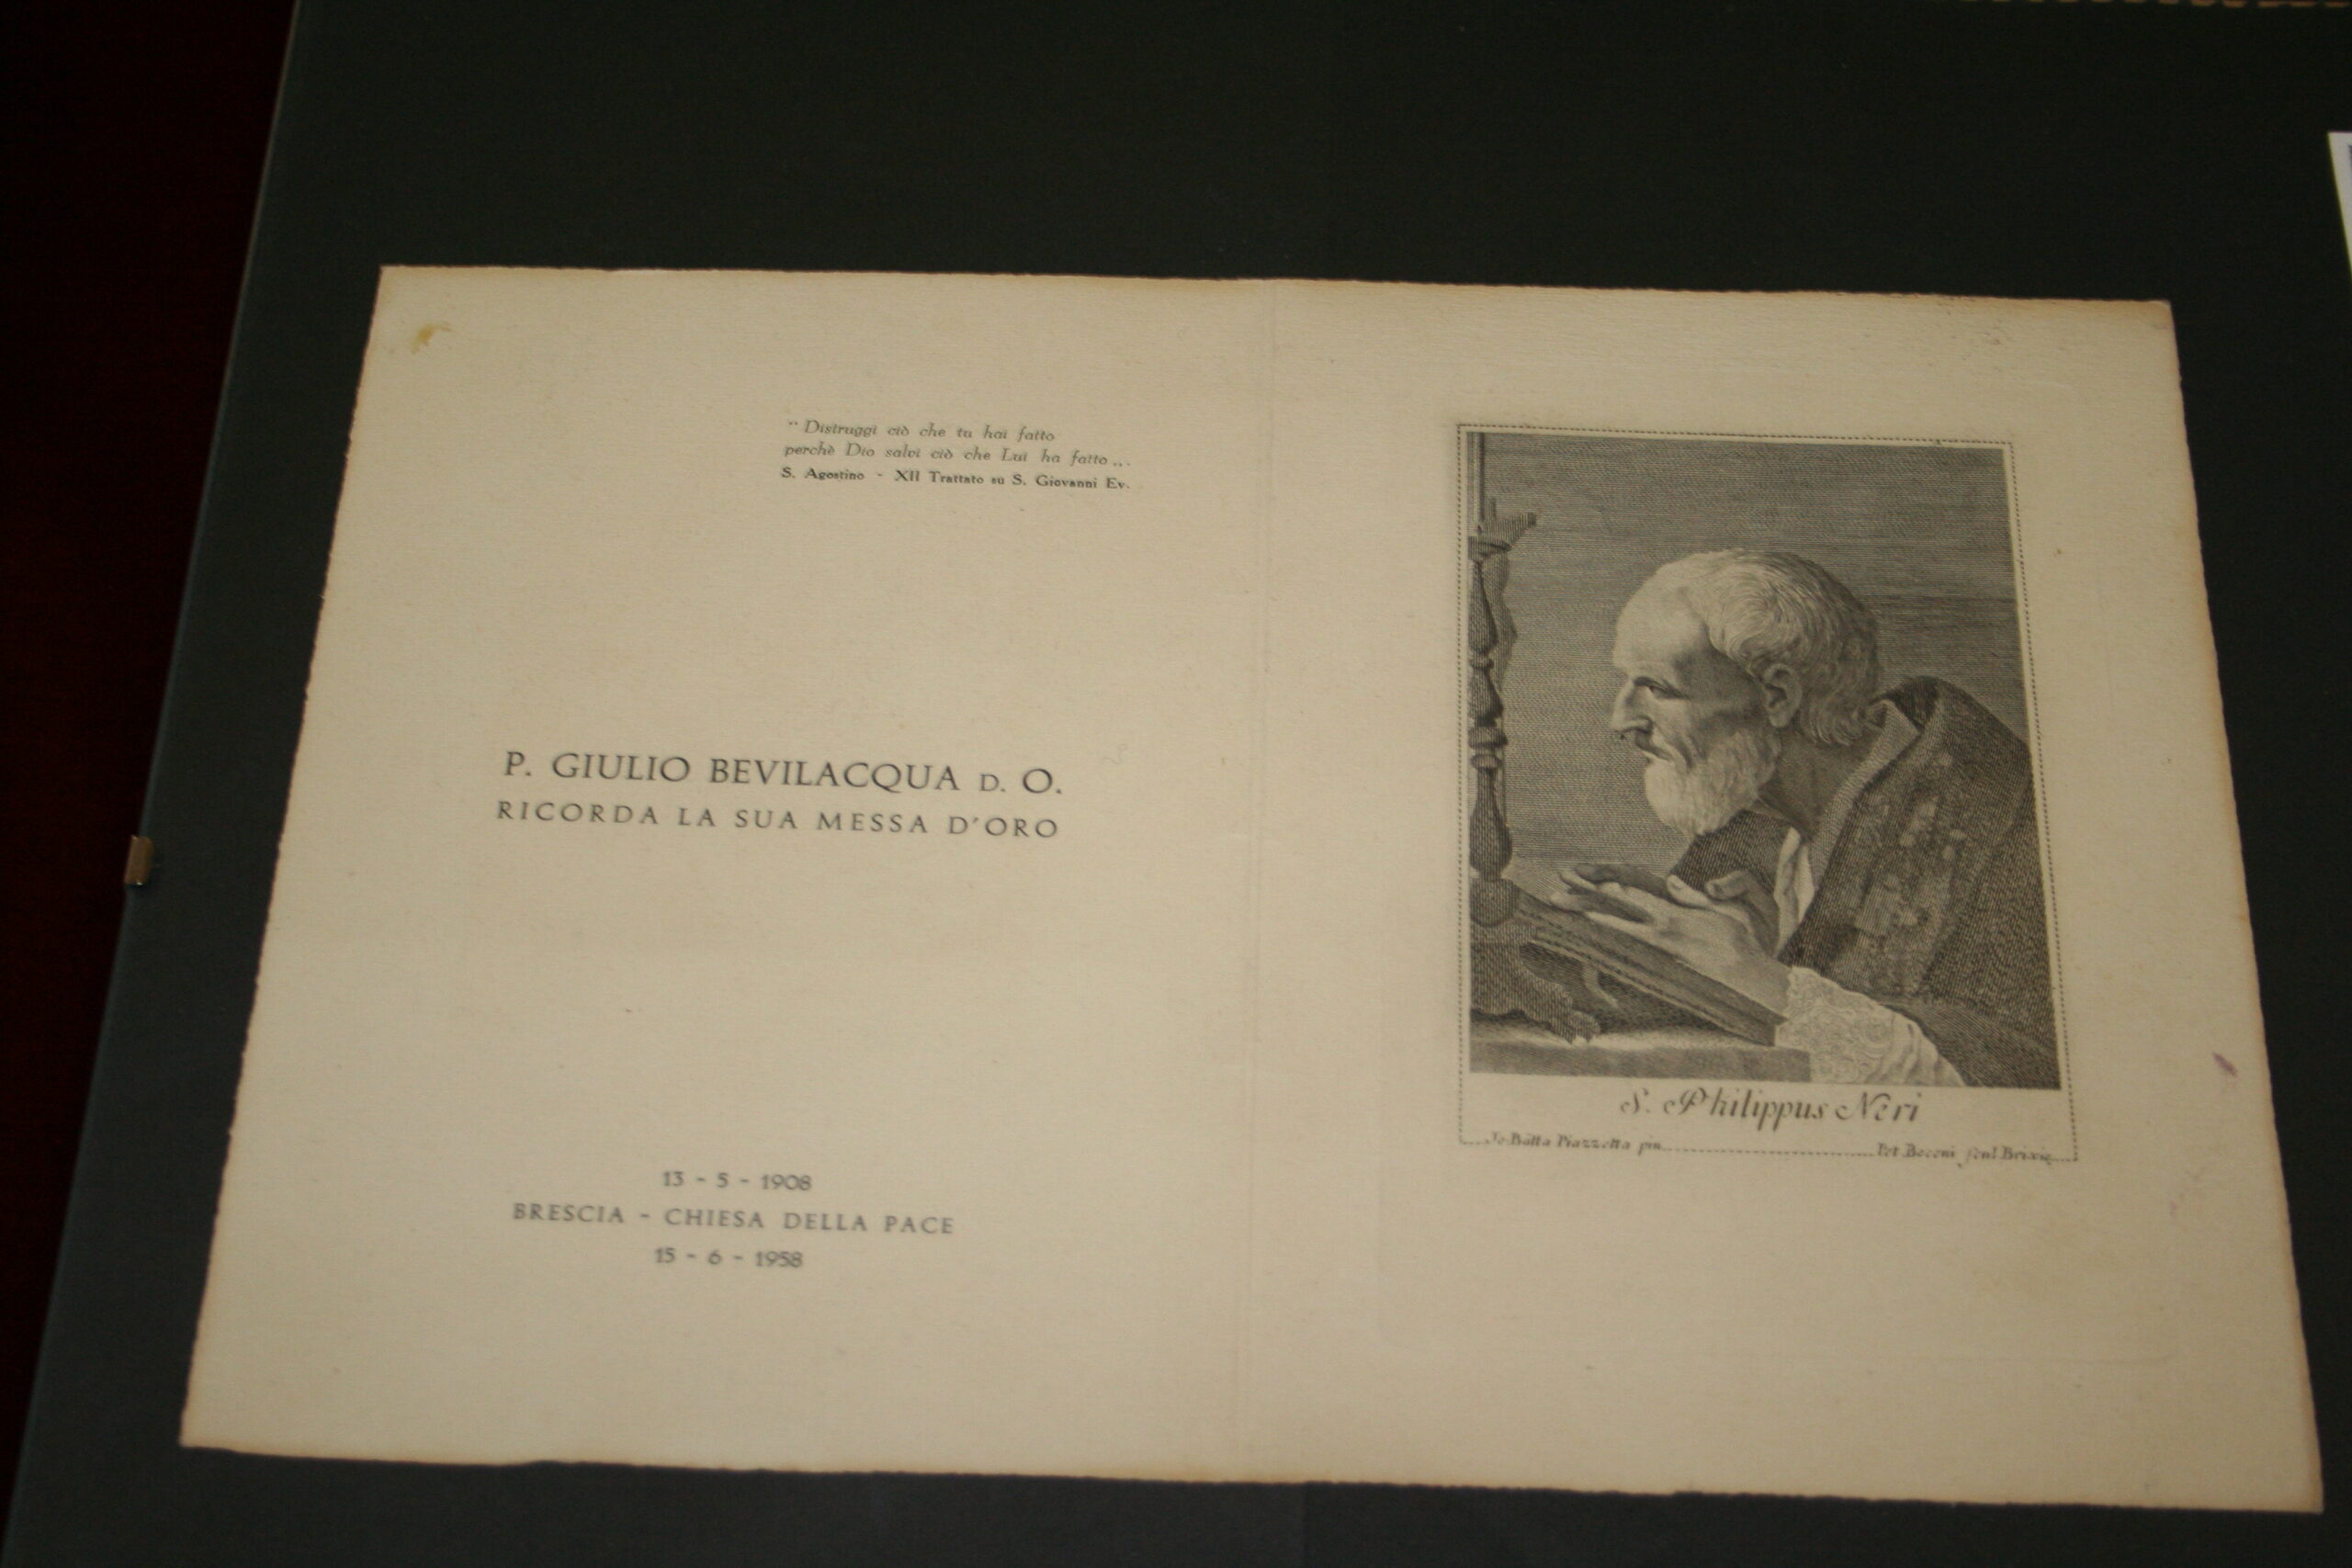 “ Distruggi ciò che tu hai fatto
perchè Dio salvi ciò che Lui ha fatto ...
S. Agostino - XII Trattato su S. Giovanni Ev.
P. GIULIO BEVILACQUA D. O.
RICORDA LA SUA MESSA D'ORO
13 - 5 - 1908
BRESCIA - CHIESA DELLA PACE
15 - 6 - 1958
S. Philippus Neri
Jo Batta Piazzetta pin.
Pet. Beceni sculp. Brixię